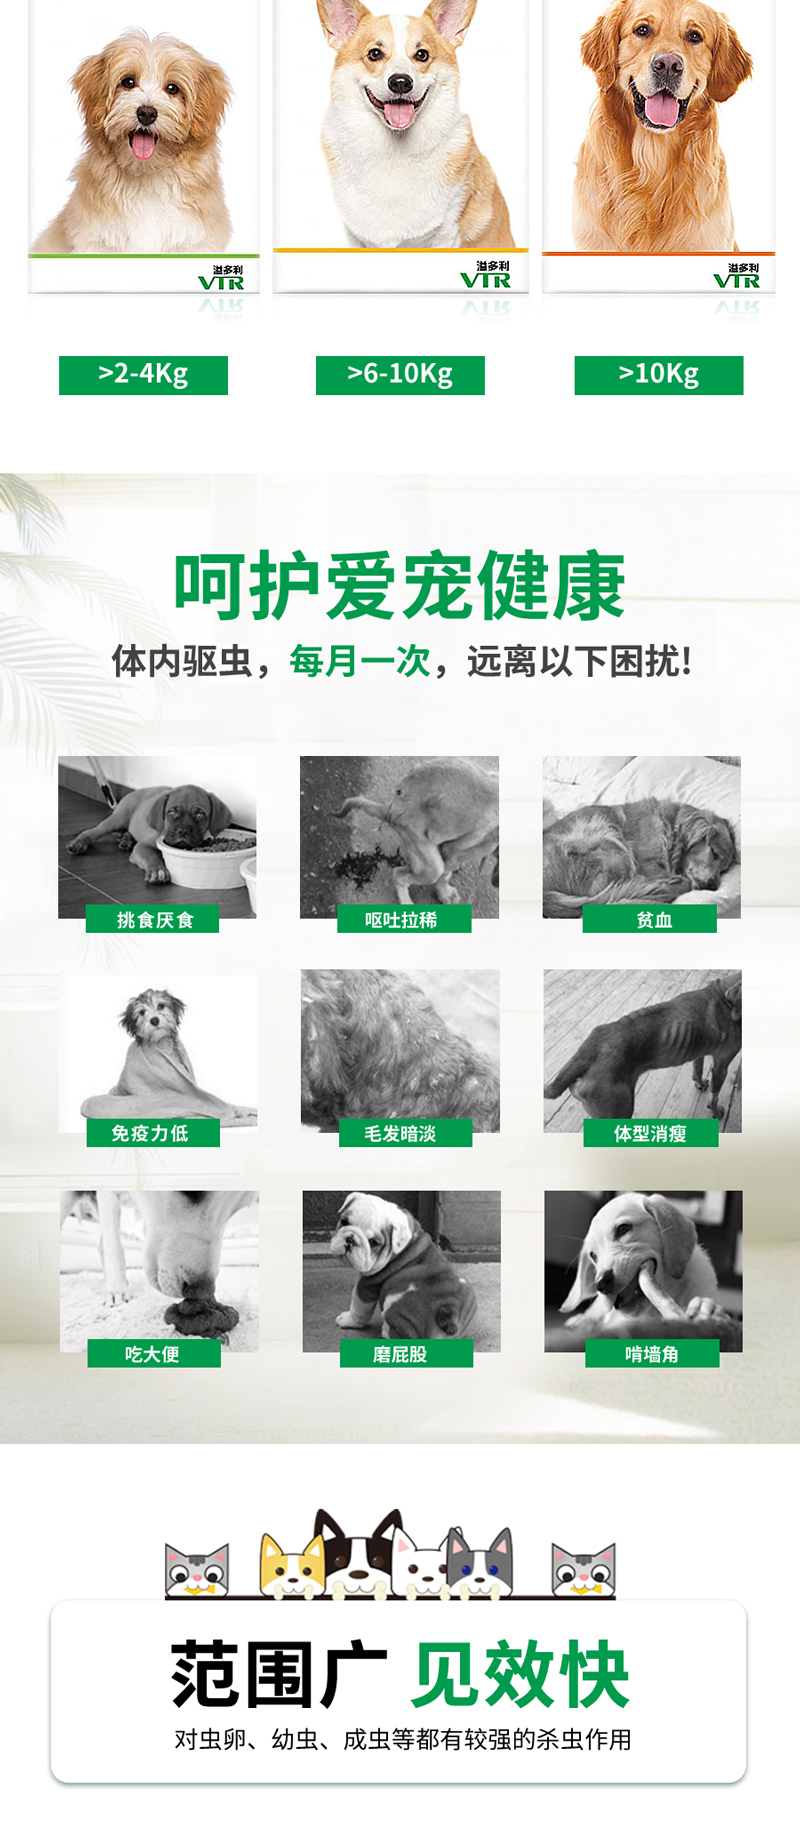 溢多利
VTR
溢多利
VTR
溢多利
VTR
>2-4Kg
>6-10Kg
>10Kg
呵护爱宠健康
体内驱虫，每月一次，远离以下困扰!
挑食厌食
呕吐拉稀
贫血
免疫力低
毛发暗淡
体型消瘦
吃大便
磨屁股
啃墙角
范围广 见效快
对虫卵、幼虫、成虫等都有较强的杀虫作用